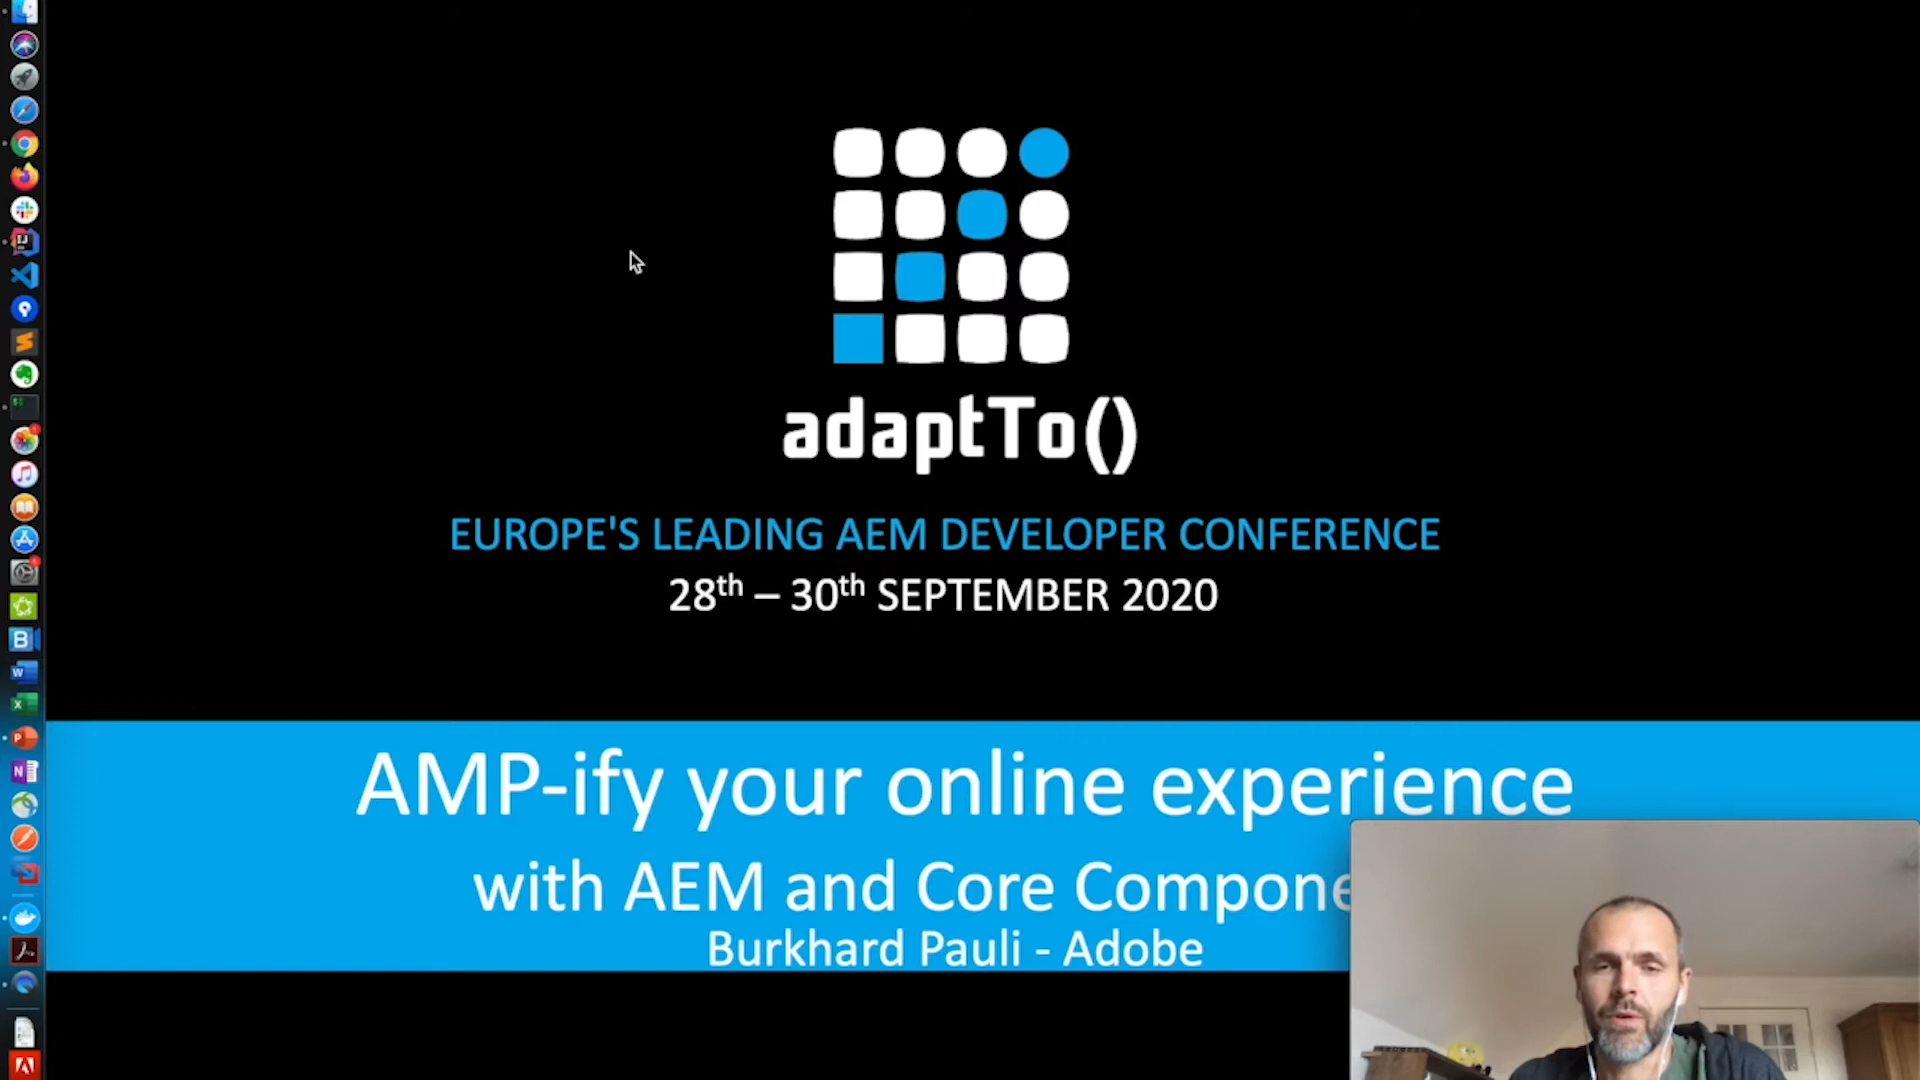 adaptTo()
EUROPE'S LEADING AEM DEVELOPER CONFERENCE
28th – 30th SEPTEMBER 2020
AMP-ify your online experience
with AEM and Core Compone
Burkhard Pauli - Adobe